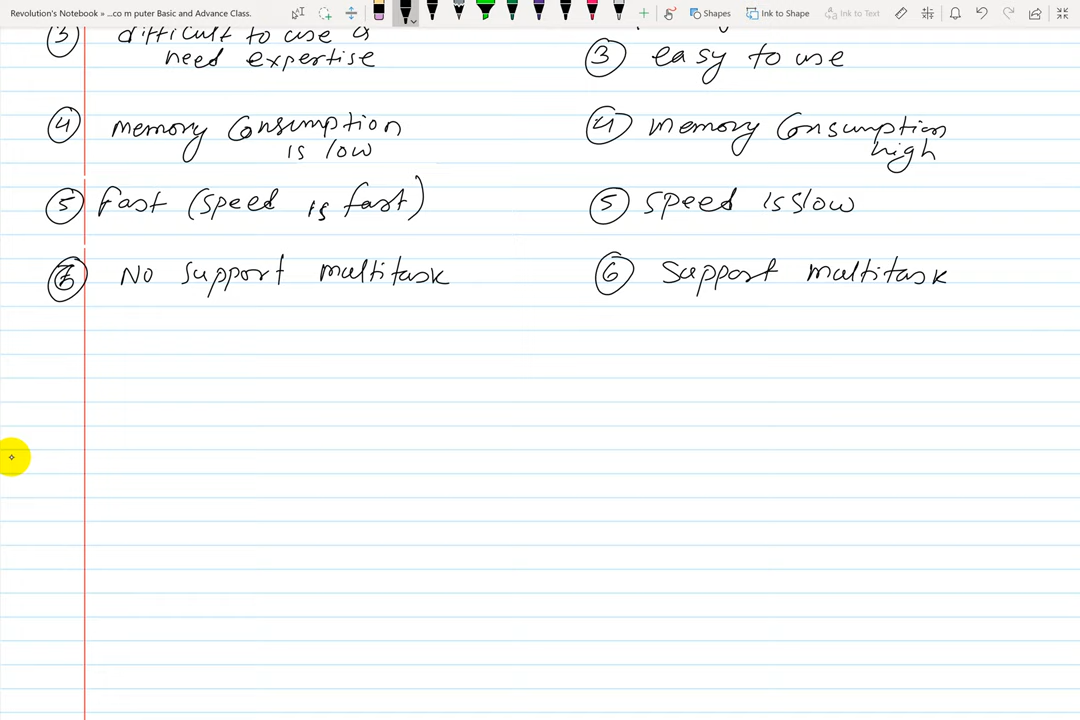 Revolution's Notebook » ...co m puter Basic and Advance Class.
Shapes
Ink to Shape
Ink to Text
③ difficult to use &
need expertise
③ easy to use
④ memory Consumption
is low
④ memory Consumption
high
⑤ fast (speed is fast)
⑤ speed is slow
⑥ No support multitask
⑥ Support multitask